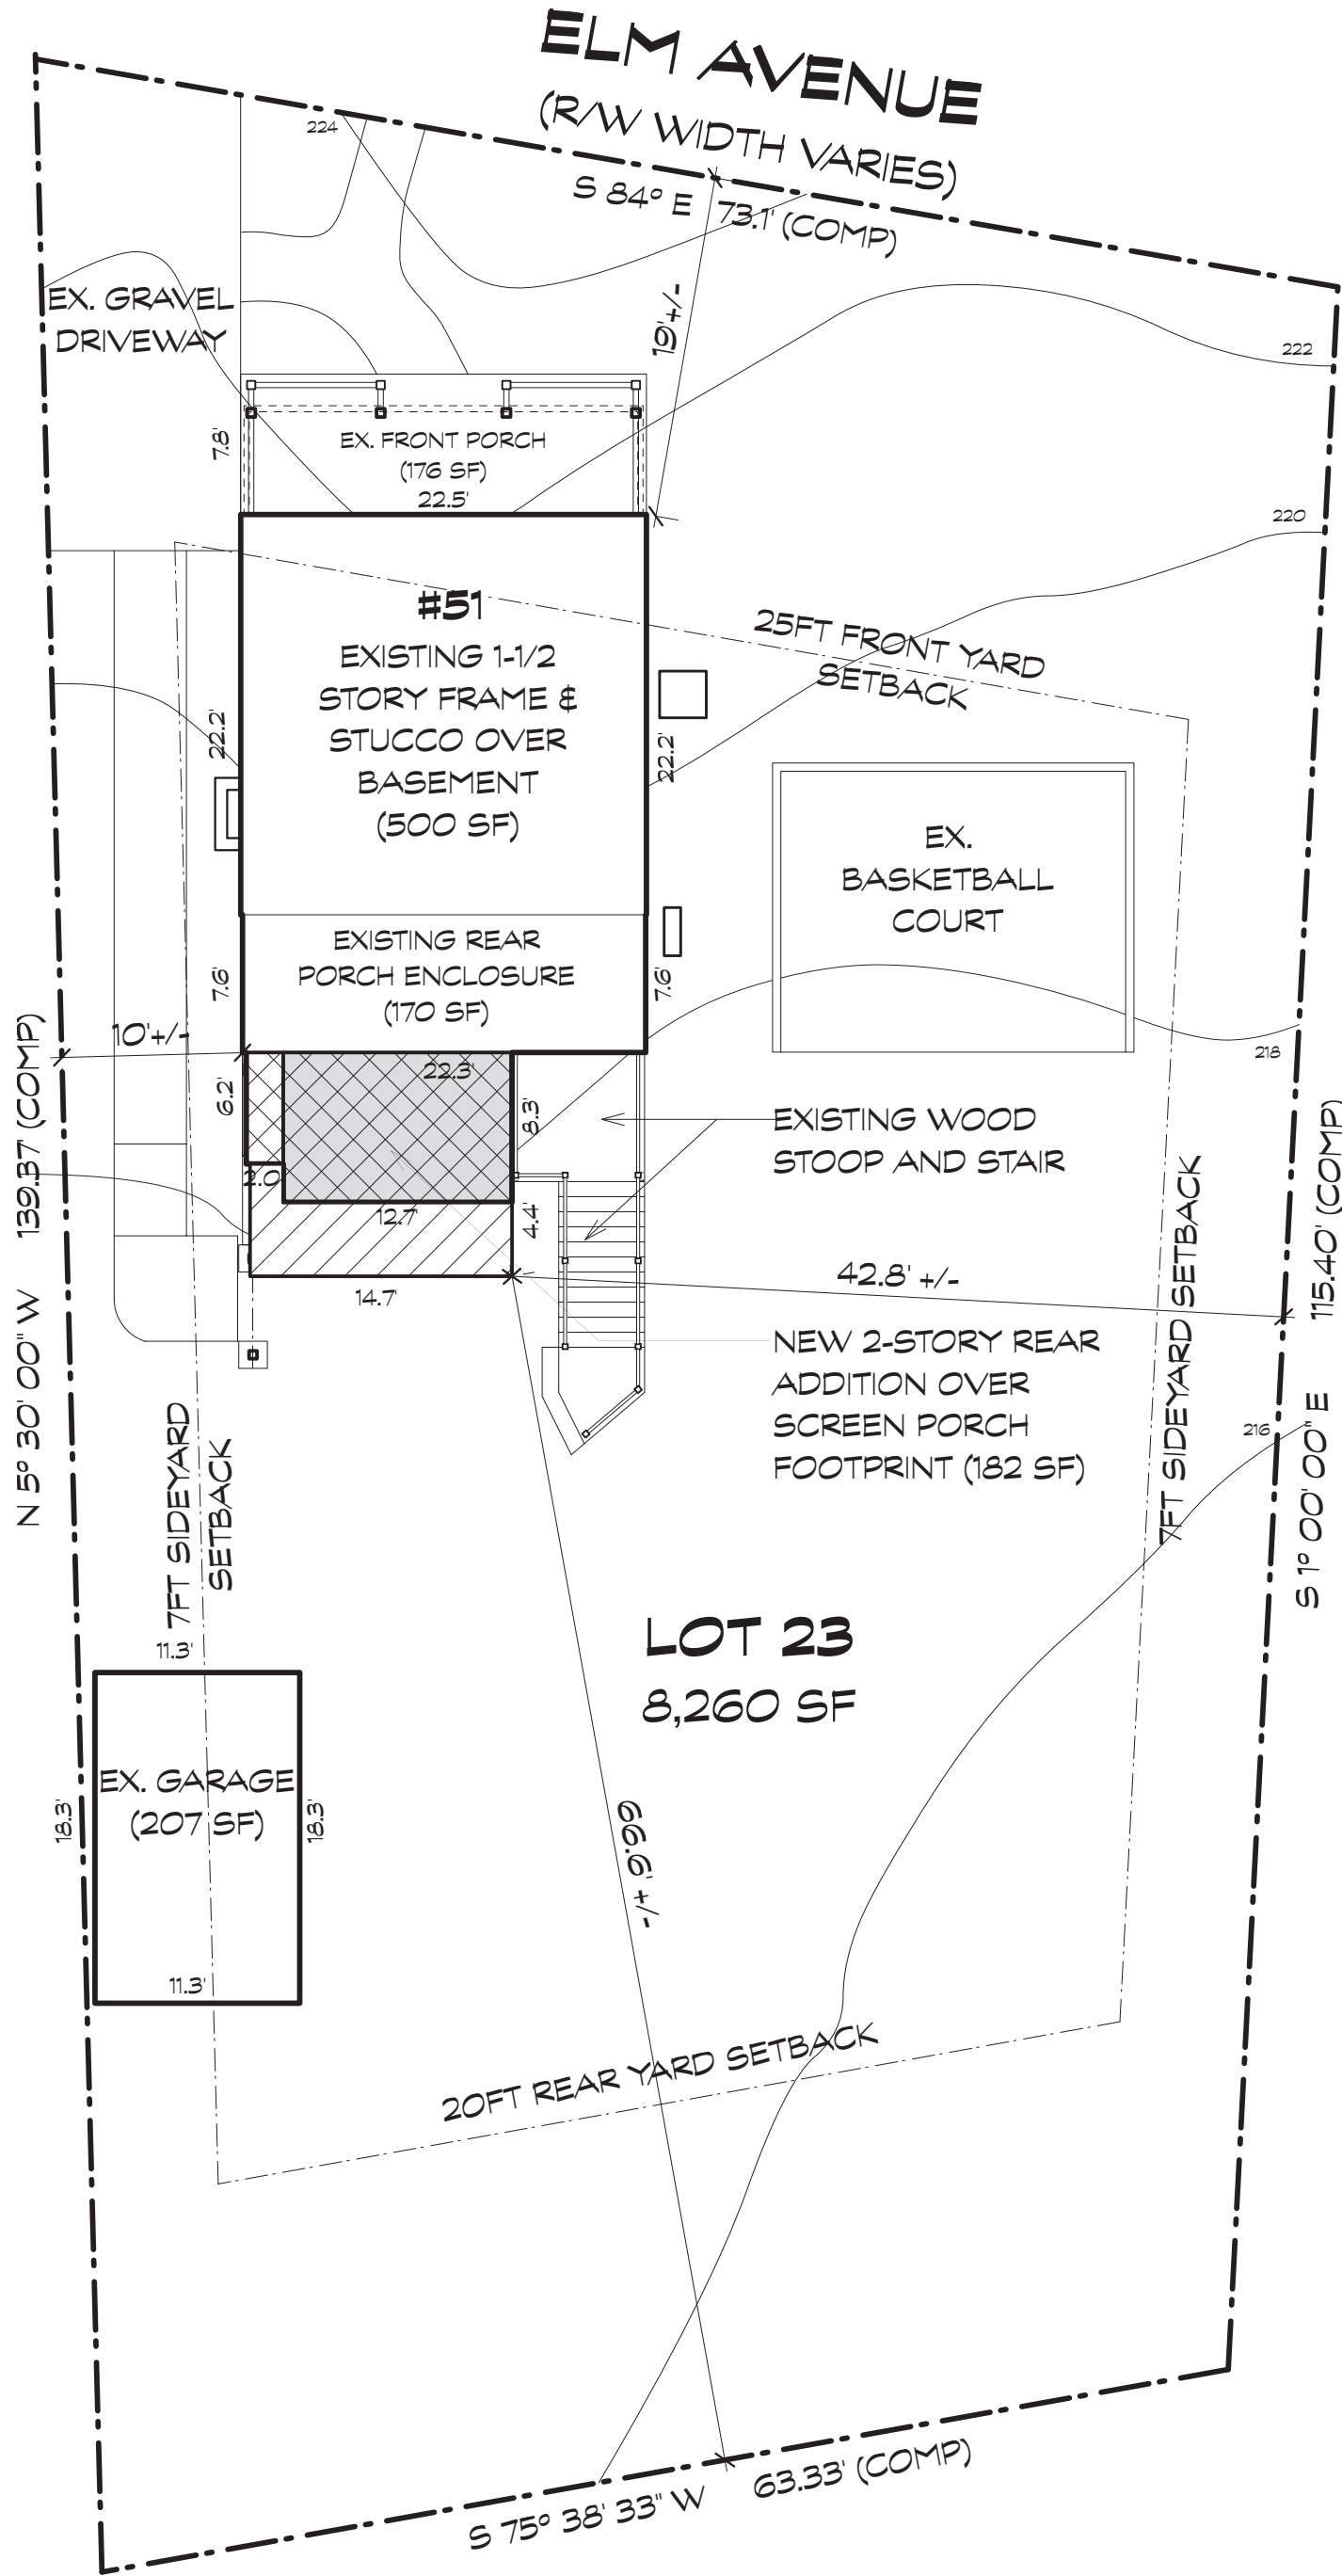 ELM AVENUE
(R/W WIDTH VARIES)
S 84° E 73.1' (COMP)
224
19'+/-
EX. GRAVEL
DRIVEWAY
222
7.8'
EX. FRONT PORCH
(176 SF)
22.5'
220
#51
EXISTING 1-1/2
STORY FRAME &
STUCCO OVER
BASEMENT
(500 SF)
22.2'
22.2'
25FT FRONT YARD
SETBACK
EX.
BASKETBALL
COURT
EXISTING REAR
PORCH ENCLOSURE
(170 SF)
7.6'
7.6'
10'+/-
218
22.3'
6.2'
8.3'
2.0'
12.7'
4.4'
14.7'
EXISTING WOOD
STOOP AND STAIR
42.8' +/-
NEW 2-STORY REAR
ADDITION OVER
SCREEN PORCH
FOOTPRINT (182 SF)
216
N 5° 30' 00" W 139.37' (COMP)
S 1° 00' 00" E 115.40' (COMP)
7FT SIDEYARD
SETBACK
7FT SIDEYARD SETBACK
LOT 23
8,260 SF
11.3'
EX. GARAGE
(207 SF)
18.3'
18.3'
11.3'
66.6' +/-
20FT REAR YARD SETBACK
S 75° 38' 33" W 63.33' (COMP)